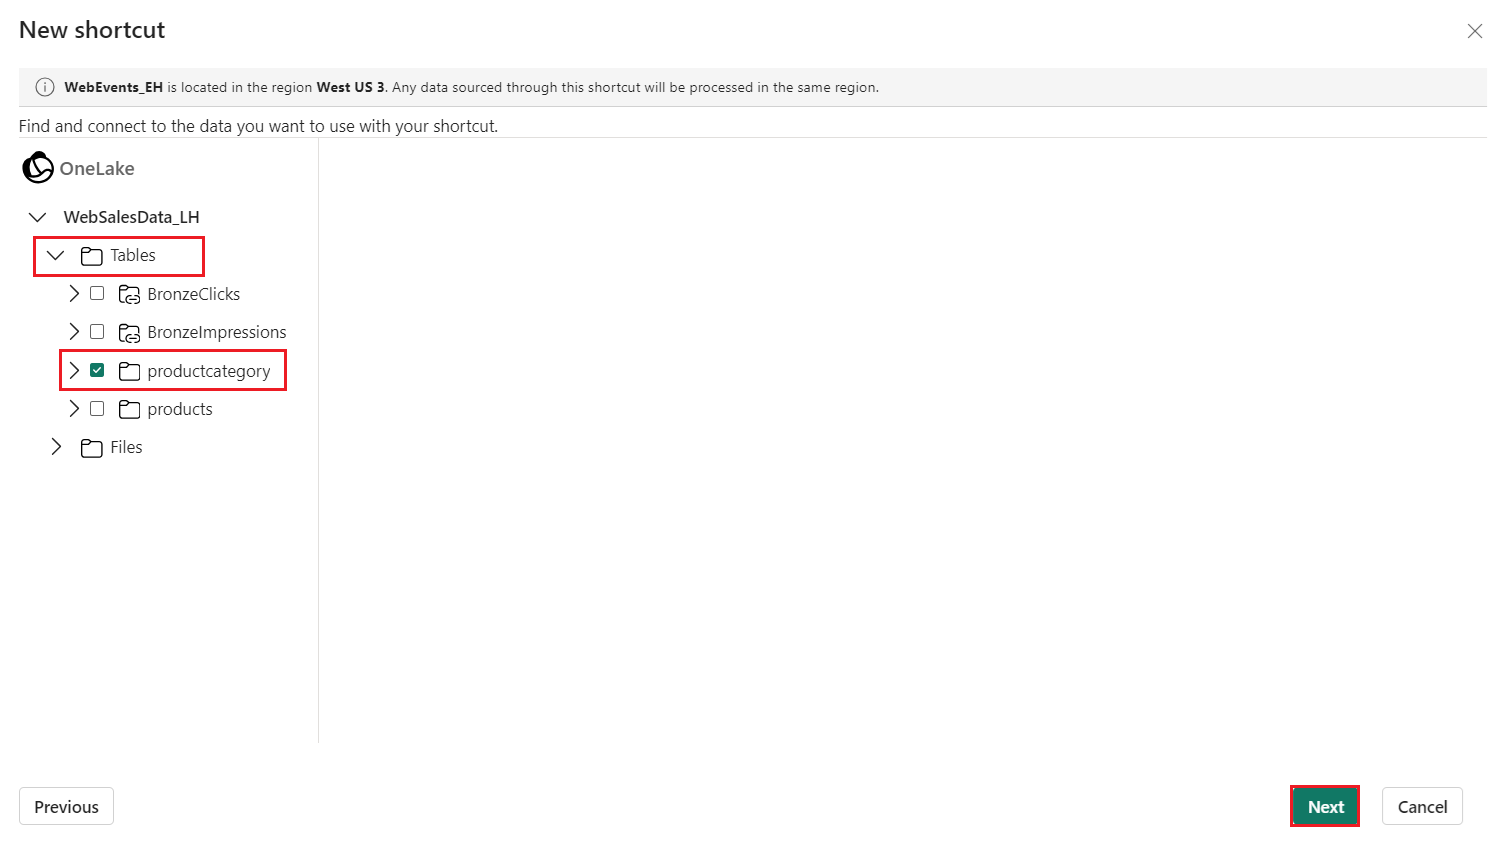 New shortcut
WebEvents_EH is located in the region West US 3. Any data sourced through this shortcut will be processed in the same region.
Find and connect to the data you want to use with your shortcut.
OneLake
WebSalesData_LH
Tables
BronzeClicks
BronzeImpressions
productcategory
products
Files
Previous
Next
Cancel